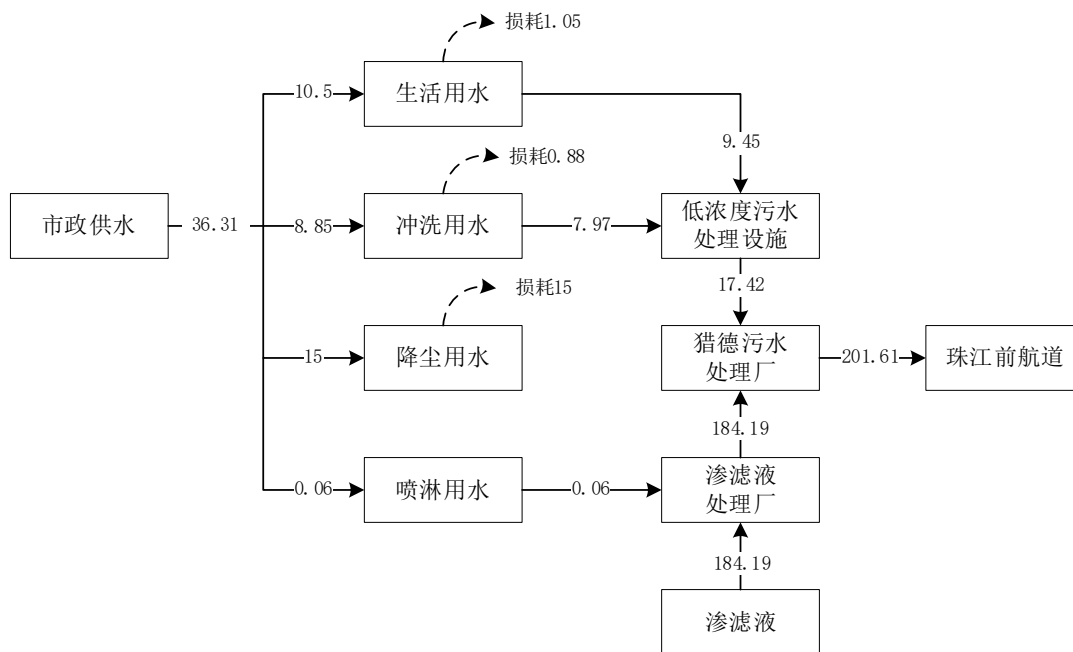 损耗1.05
10.5
生活用水
9.45
损耗0.88
市政供水
36.31
8.85
冲洗用水
7.97
低浓度污水
处理设施
17.42
损耗15
15
降尘用水
猎德污水
处理厂
201.61
珠江前航道
184.19
0.06
喷淋用水
0.06
渗滤液
处理厂
184.19
渗滤液